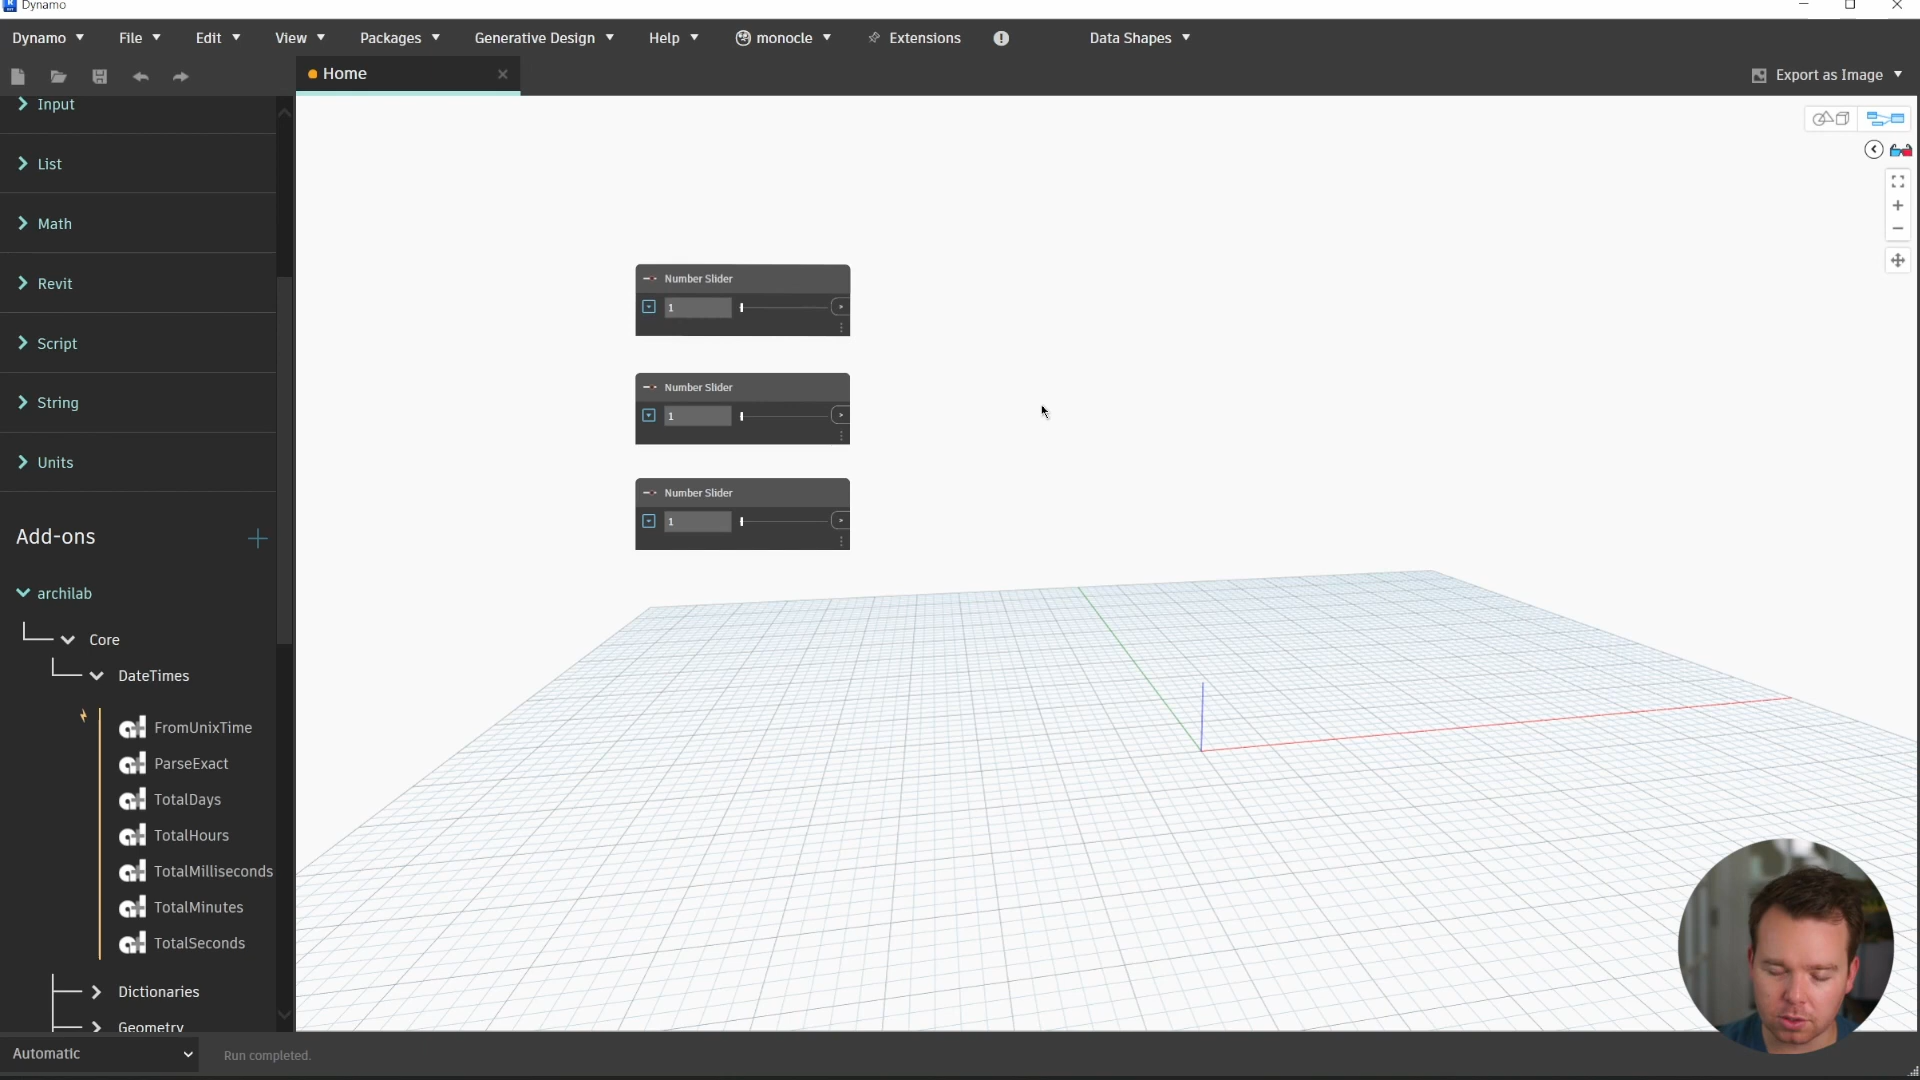 Dynamo
Dynamo File Edit View Packages Generative Design Help monocle Extensions Data Shapes
Home
Export as Image
Input
List
Math
Revit
Script
String
Units
Add-ons
archilab
Core
DateTimes
FromUnixTime
ParseExact
TotalDays
TotalHours
TotalMilliseconds
TotalMinutes
TotalSeconds
Dictionaries
Geometry
Number Slider
1
Number Slider
1
Number Slider
1
Automatic
Run completed.